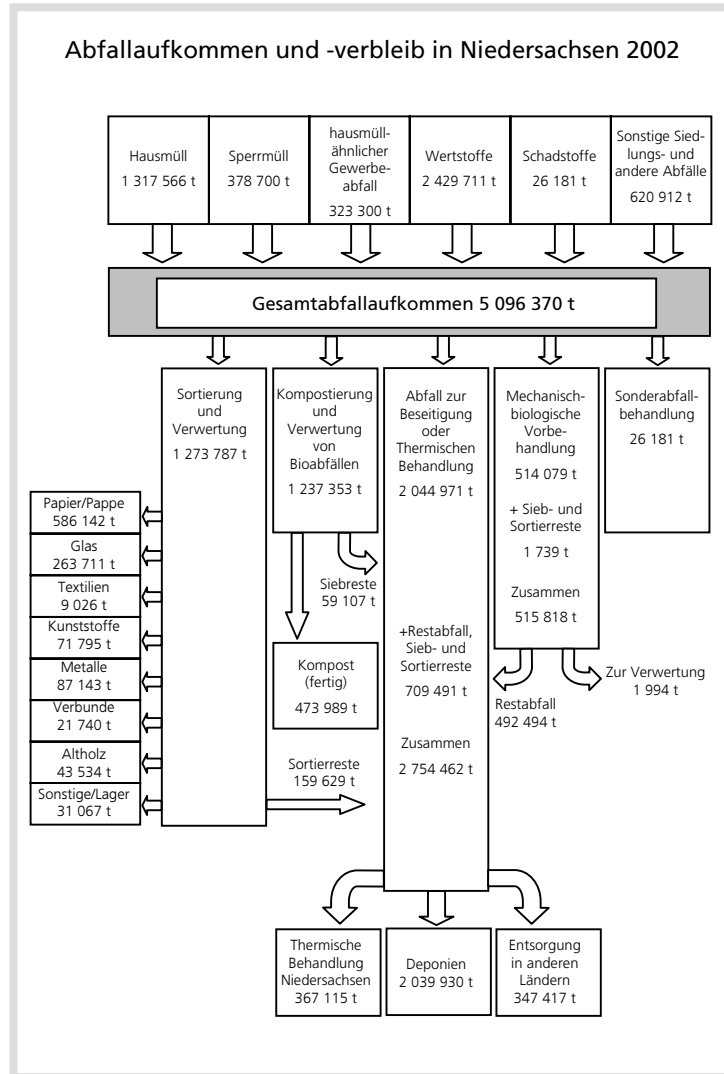 Abfallaufkommen und -verbleib in Niedersachsen 2002
Hausmüll
1 317 566 t
Sperrmüll
378 700 t
hausmüll-
ähnlicher
Gewerbe-
abfall
323 300 t
Wertstoffe
2 429 711 t
Schadstoffe
26 181 t
Sonstige Sied-
lungs- und
andere Abfälle
620 912 t
Gesamtabfallaufkommen 5 096 370 t
Sortierung
und
Verwertung
1 273 787 t
Kompostierung
und
Verwertung
von
Bioabfällen
1 237 353 t
Abfall zur
Beseitigung
oder
Thermischen
Behandlung
2 044 971 t
Mechanisch-
biologische
Vorbe-
handlung
514 079 t
+ Sieb- und
Sortierreste
1 739 t
Zusammen
515 818 t
Sonderabfall-
behandlung
26 181 t
Papier/Pappe
586 142 t
Glas
263 711 t
Textilien
9 026 t
Kunststoffe
71 795 t
Metalle
87 143 t
Verbunde
21 740 t
Altholz
43 534 t
Sonstige/Lager
31 067 t
Siebreste
59 107 t
Kompost
(fertig)
473 989 t
+Restabfall,
Sieb- und
Sortierreste
709 491 t
Zusammen
2 754 462 t
Restabfall
492 494 t
Zur Verwertung
1 994 t
Sortierreste
159 629 t
Thermische
Behandlung
Niedersachsen
367 115 t
Deponien
2 039 930 t
Entsorgung
in anderen
Ländern
347 417 t